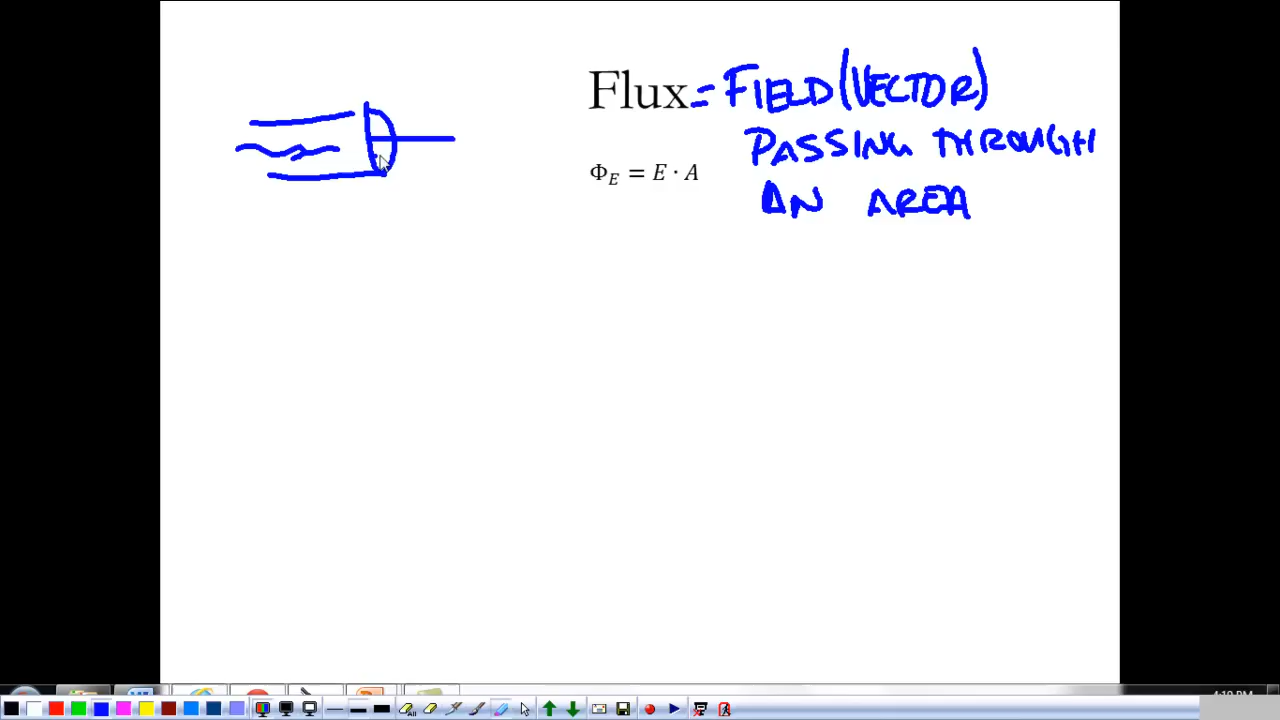 Flux = FIELD (VECTOR)
PASSING THROUGH
Φ_E = E · A
AN AREA